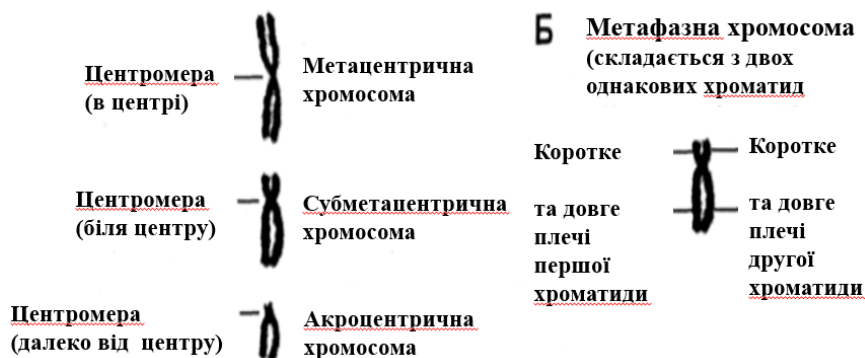 Центромера
(в центрі)
Метацентрична
хромосома
Центромера
(біля центру)
Субметацентрична
хромосома
Центромера
(далеко від центру)
Акроцентрична
хромосома
Б Метафазна хромосома
(складається з двох
однакових хроматид
Коротке
та довге
плечі
першої
хроматиди
Коротке
та довге
плечі
другої
хроматиди